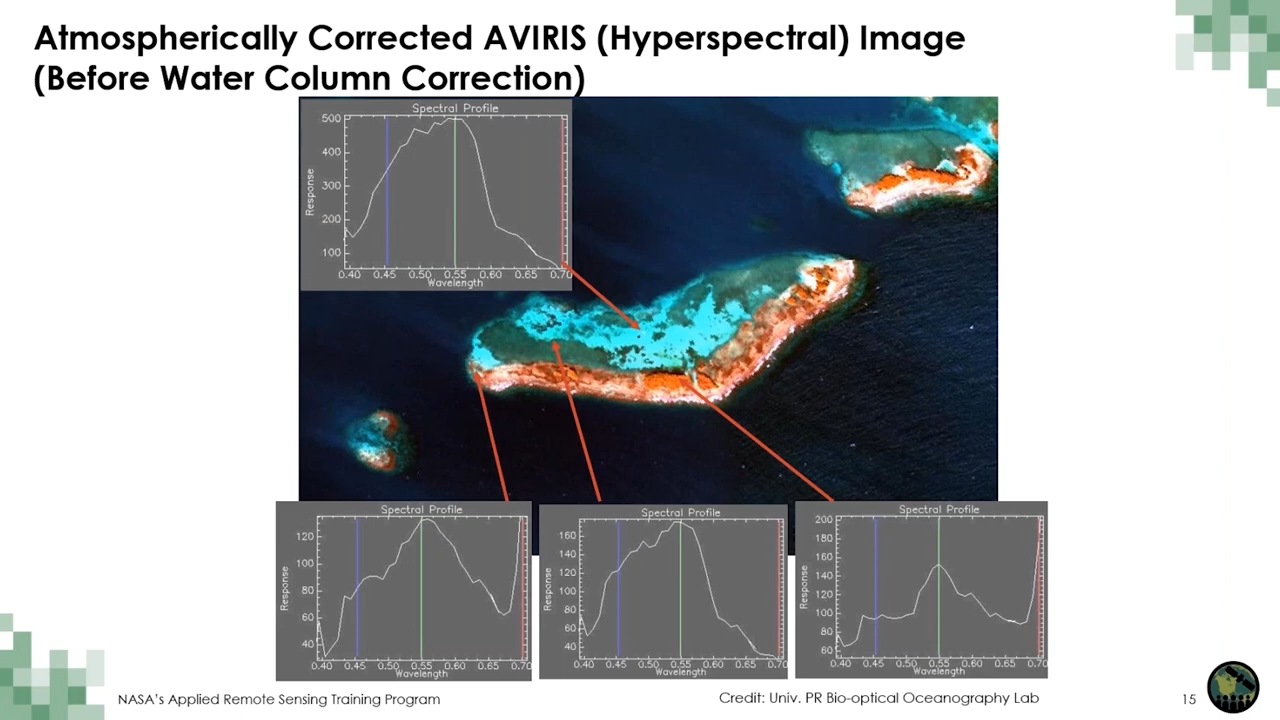 Atmospherically Corrected AVIRIS (Hyperspectral) Image
(Before Water Column Correction)
Spectral Profile
500
400
300
200
100
Response
0.40 0.45 0.50 0.55 0.60 0.65 0.70
Wavelength
Spectral Profile
120
100
80
60
40
Response
0.40 0.45 0.50 0.55 0.60 0.65 0.70
Wavelength
Spectral Profile
160
140
120
100
80
60
40
Response
0.40 0.45 0.50 0.55 0.60 0.65 0.70
Wavelength
Spectral Profile
200
180
160
140
120
100
80
60
Response
0.40 0.45 0.50 0.55 0.60 0.65 0.70
Wavelength
NASA's Applied Remote Sensing Training Program
Credit: Univ. PR Bio-optical Oceanography Lab
15